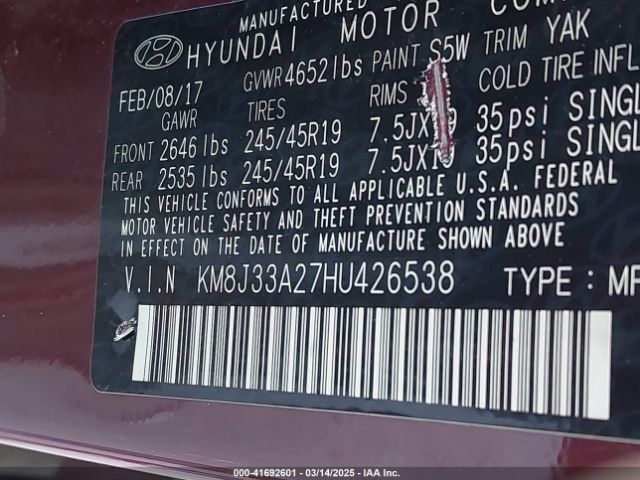 MANUFACTURED
HYUNDAI MOTOR
FEB/08/17 GVWR 4652 lbs PAINT S5W TRIM YAK
GAWR TIRES RIMS COLD TIRE INFL
FRONT 2646 lbs 245/45R19 7.5JX19 35psi SINGL
REAR 2535 lbs 245/45R19 7.5JX19 35psi SINGL
THIS VEHICLE CONFORMS TO ALL APPLICABLE U.S.A. FEDERAL
MOTOR VEHICLE SAFETY AND THEFT PREVENTION STANDARDS
IN EFFECT ON THE DATE OF MANUFACTURE SHOWN ABOVE
V.I.N KM8J33A27HU426538 TYPE : MP
000-41692601 - 03/14/2025 - IAA Inc.